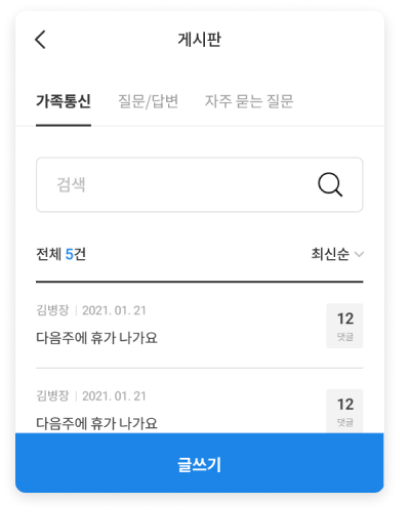 게시판
가족통신 질문/답변 자주 묻는 질문
검색
전체 5건 최신순
김병장 | 2021. 01. 21
다음주에 휴가 나가요
12
댓글
김병장 | 2021. 01. 21
다음주에 휴가 나가요
12
댓글
글쓰기